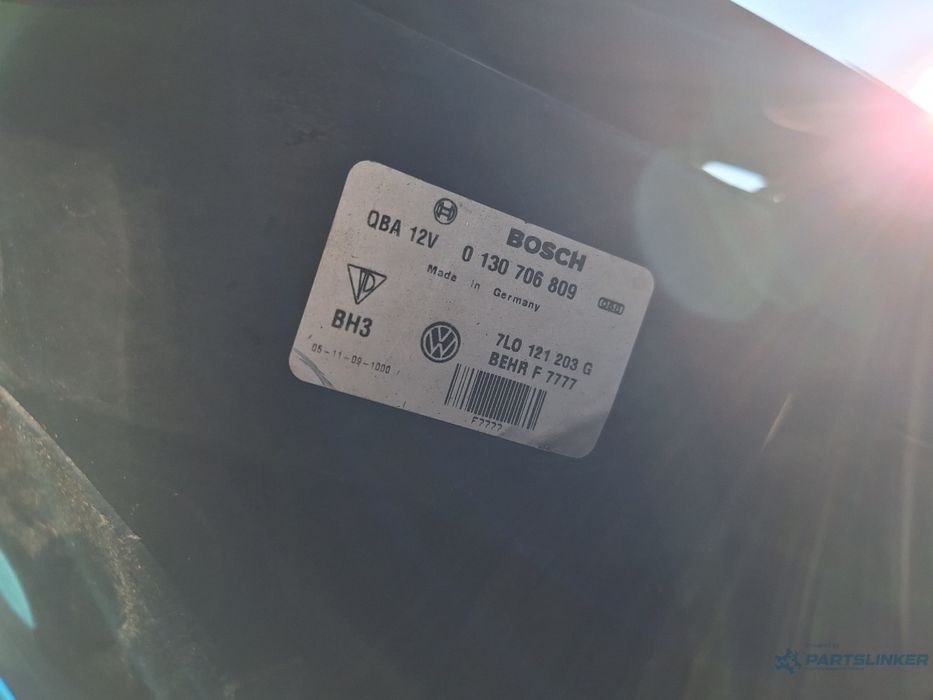 BOSCH
QBA 12V 0 130 706 809
Made in Germany
BH3
05-11-09-1000
7L0 121 203 G
BEHR F 7777
F7777
PARTSLINKER